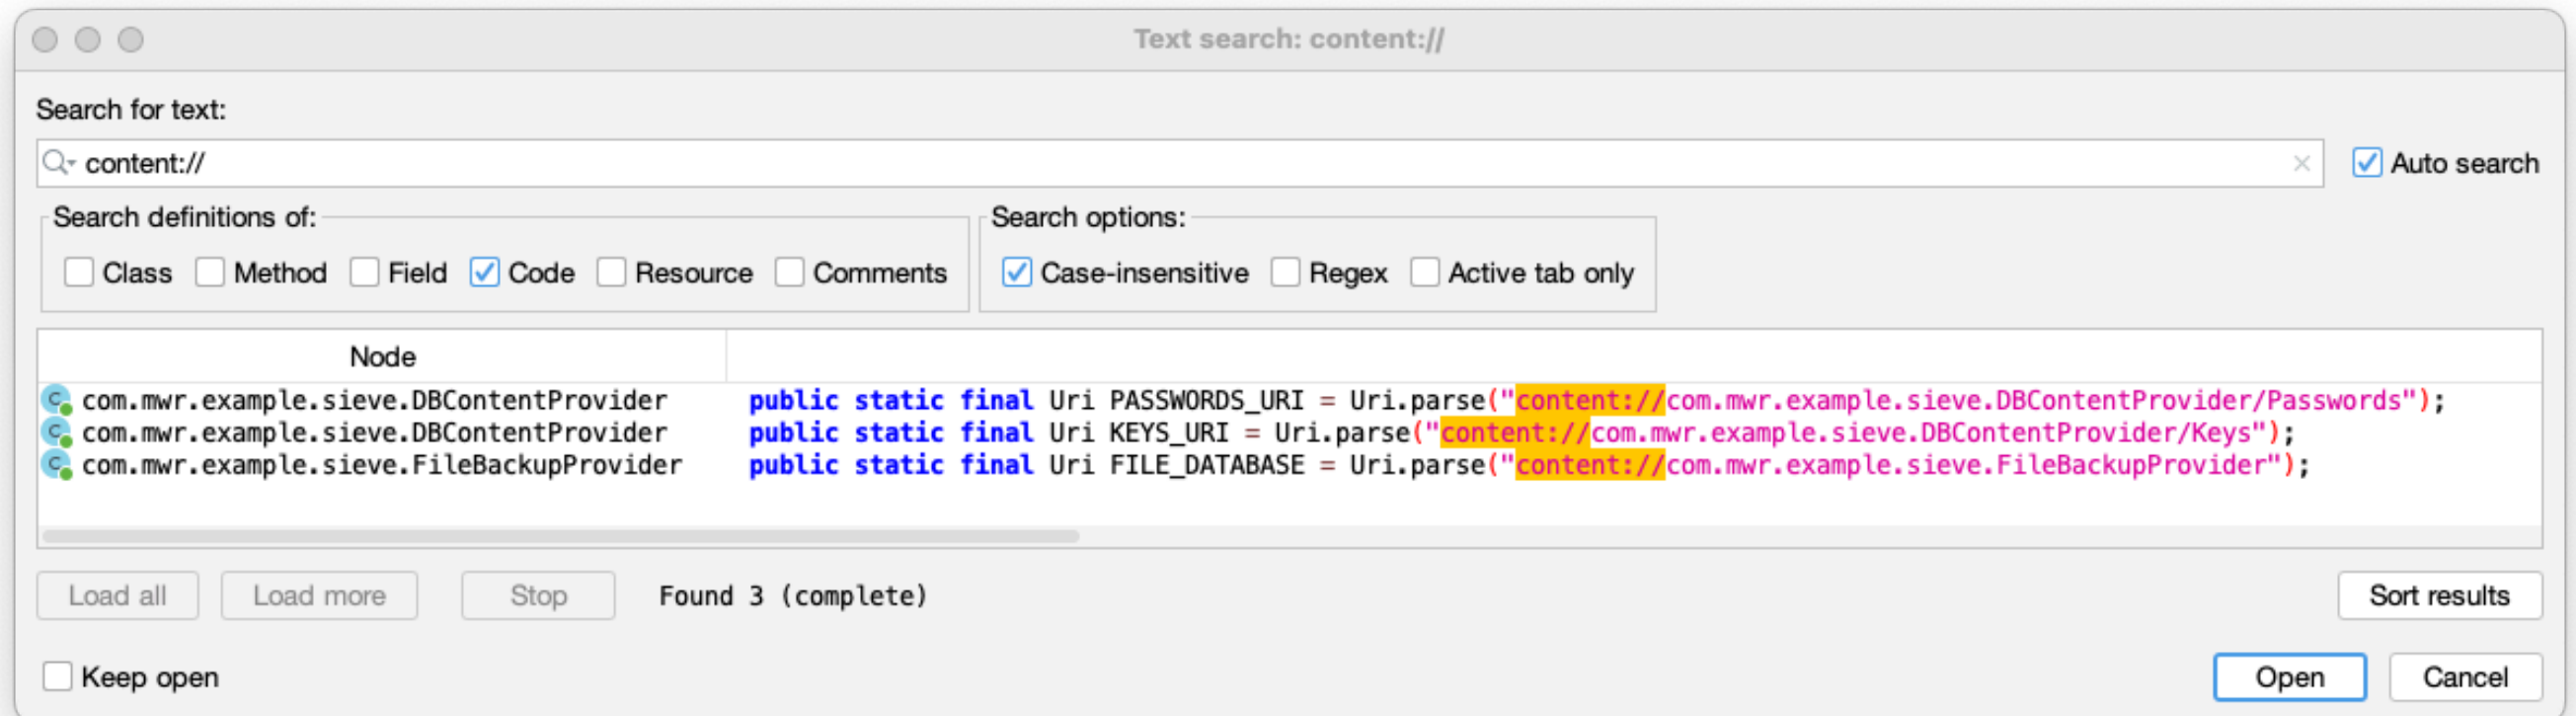 Text search: content://
Search for text:
content://
Auto search
Search definitions of:
Search options:
Class Method Field Code Resource Comments
Case-insensitive Regex Active tab only
Node
com.mwr.example.sieve.DBContentProvider public static final Uri PASSWORDS_URI = Uri.parse("content://com.mwr.example.sieve.DBContentProvider/Passwords");
com.mwr.example.sieve.DBContentProvider public static final Uri KEYS_URI = Uri.parse("content://com.mwr.example.sieve.DBContentProvider/Keys");
com.mwr.example.sieve.FileBackupProvider public static final Uri FILE_DATABASE = Uri.parse("content://com.mwr.example.sieve.FileBackupProvider");
Load all Load more Stop Found 3 (complete) Sort results
Keep open Open Cancel